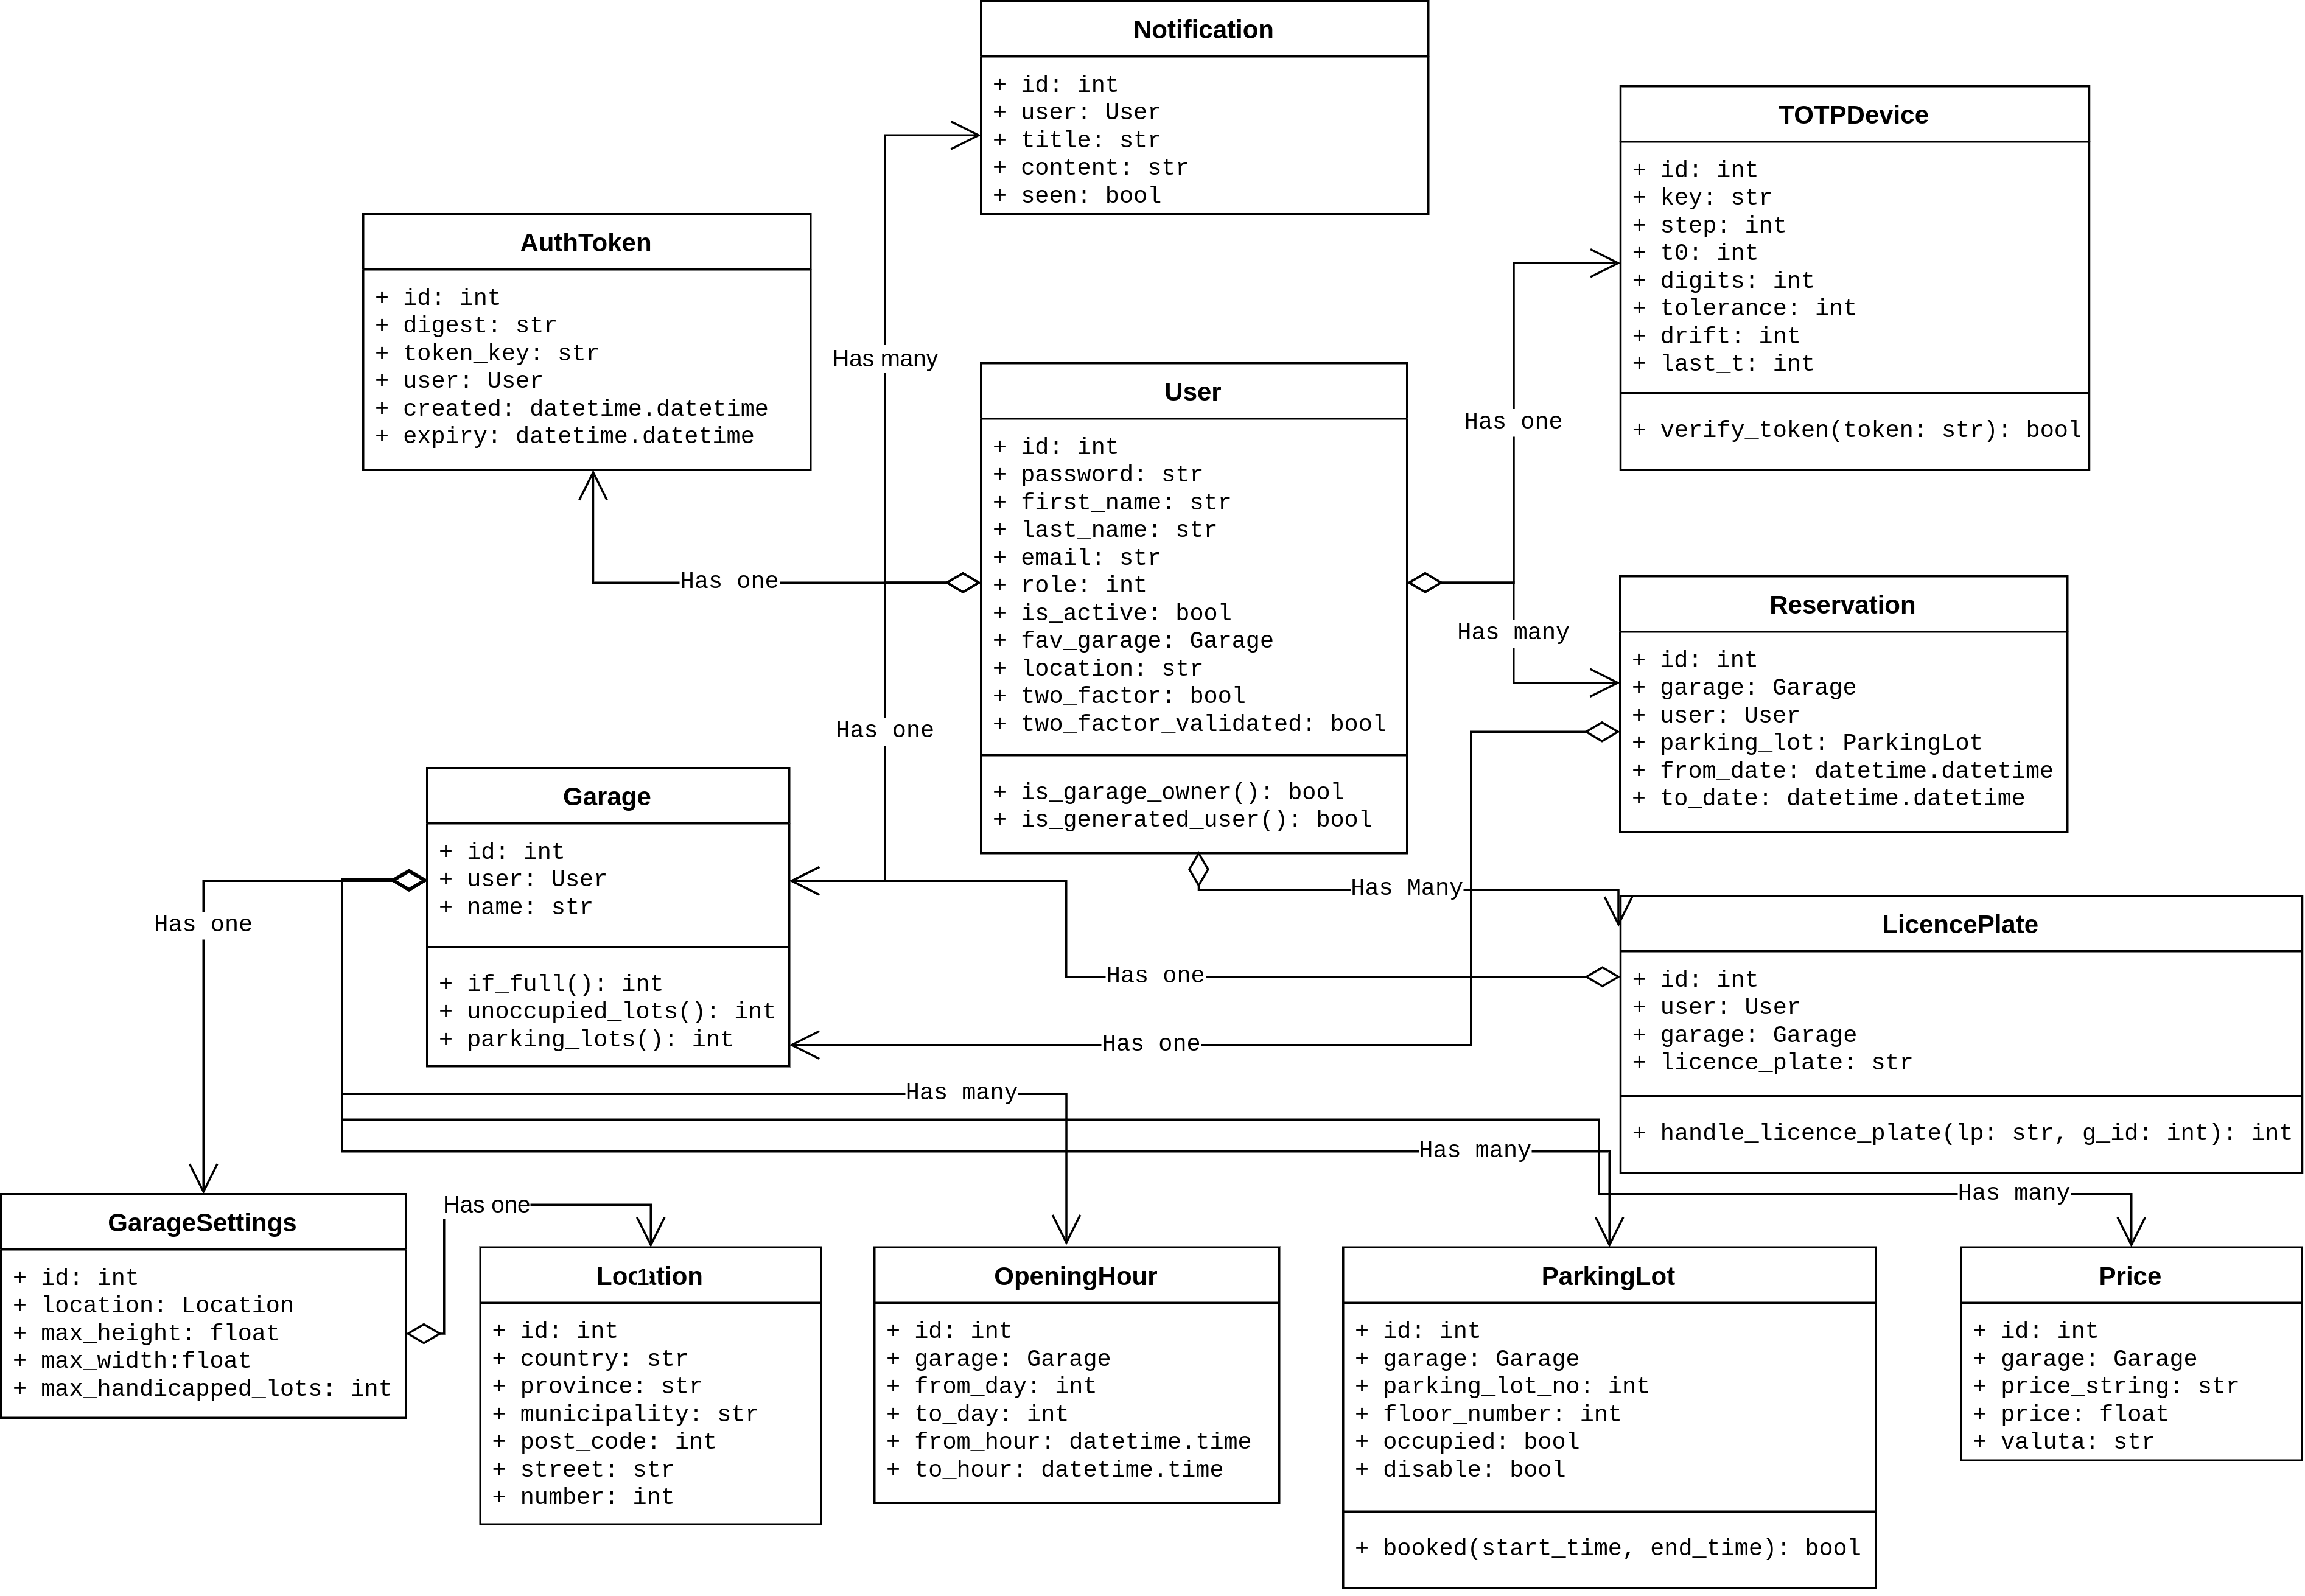 Notification
+ id: int
+ user: User
+ title: str
+ content: str
+ seen: bool
TOTPDevice
+ id: int
+ key: str
+ step: int
+ t0: int
+ digits: int
+ tolerance: int
+ drift: int
+ last_t: int
+ verify_token(token: str): bool
AuthToken
+ id: int
+ digest: str
+ token_key: str
+ user: User
+ created: datetime.datetime
+ expiry: datetime.datetime
Has many
User
+ id: int
+ password: str
+ first_name: str
+ last_name: str
+ email: str
+ role: int
+ is_active: bool
+ fav_garage: Garage
+ location: str
+ two_factor: bool
+ two_factor_validated: bool
+ is_garage_owner(): bool
+ is_generated_user(): bool
Has one
Has one
Has many
Has one
Reservation
+ id: int
+ garage: Garage
+ user: User
+ parking_lot: ParkingLot
+ from_date: datetime.datetime
+ to_date: datetime.datetime
Garage
+ id: int
+ user: User
+ name: str
+ if_full(): int
+ unoccupied_lots(): int
+ parking_lots(): int
Has one
Has Many
Has one
Has one
LicencePlate
+ id: int
+ user: User
+ garage: Garage
+ licence_plate: str
+ handle_licence_plate(lp: str, g_id: int): int
Has many
Has many
Has many
GarageSettings
+ id: int
+ location: Location
+ max_height: float
+ max_width:float
+ max_handicapped_lots: int
Has one
Location
1
+ id: int
+ country: str
+ province: str
+ municipality: str
+ post_code: int
+ street: str
+ number: int
OpeningHour
+ id: int
+ garage: Garage
+ from_day: int
+ to_day: int
+ from_hour: datetime.time
+ to_hour: datetime.time
ParkingLot
+ id: int
+ garage: Garage
+ parking_lot_no: int
+ floor_number: int
+ occupied: bool
+ disable: bool
+ booked(start_time, end_time): bool
Price
+ id: int
+ garage: Garage
+ price_string: str
+ price: float
+ valuta: str